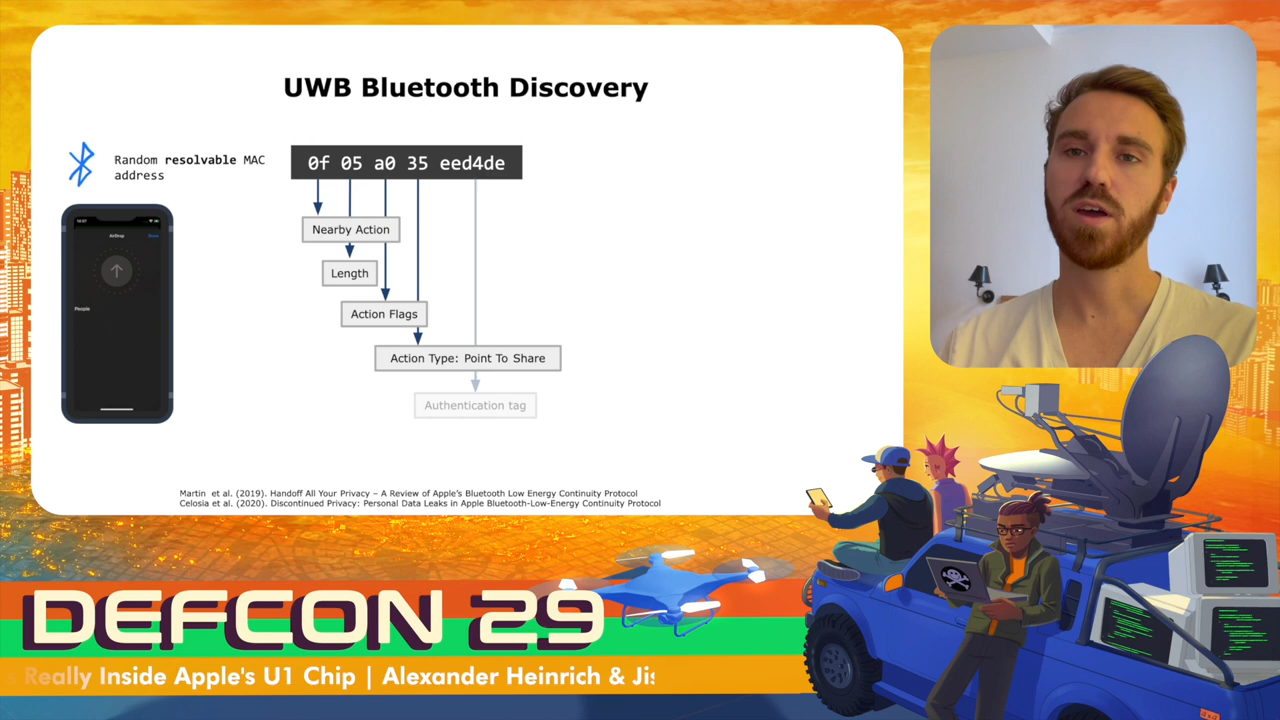 UWB Bluetooth Discovery
Random resolvable MAC
address
0f 05 a0 35 eed4de
Nearby Action
Length
Action Flags
Action Type: Point To Share
Authentication tag
AirDrop
People
Martin et al. (2019). Handoff All Your Privacy – A Review of Apple's Bluetooth Low Energy Continuity Protocol
Celosia et al. (2020). Discontinued Privacy: Personal Data Leaks in Apple Bluetooth-Low-Energy Continuity Protocol
DEFCON 29
Really Inside Apple's U1 Chip | Alexander Heinrich & Jis